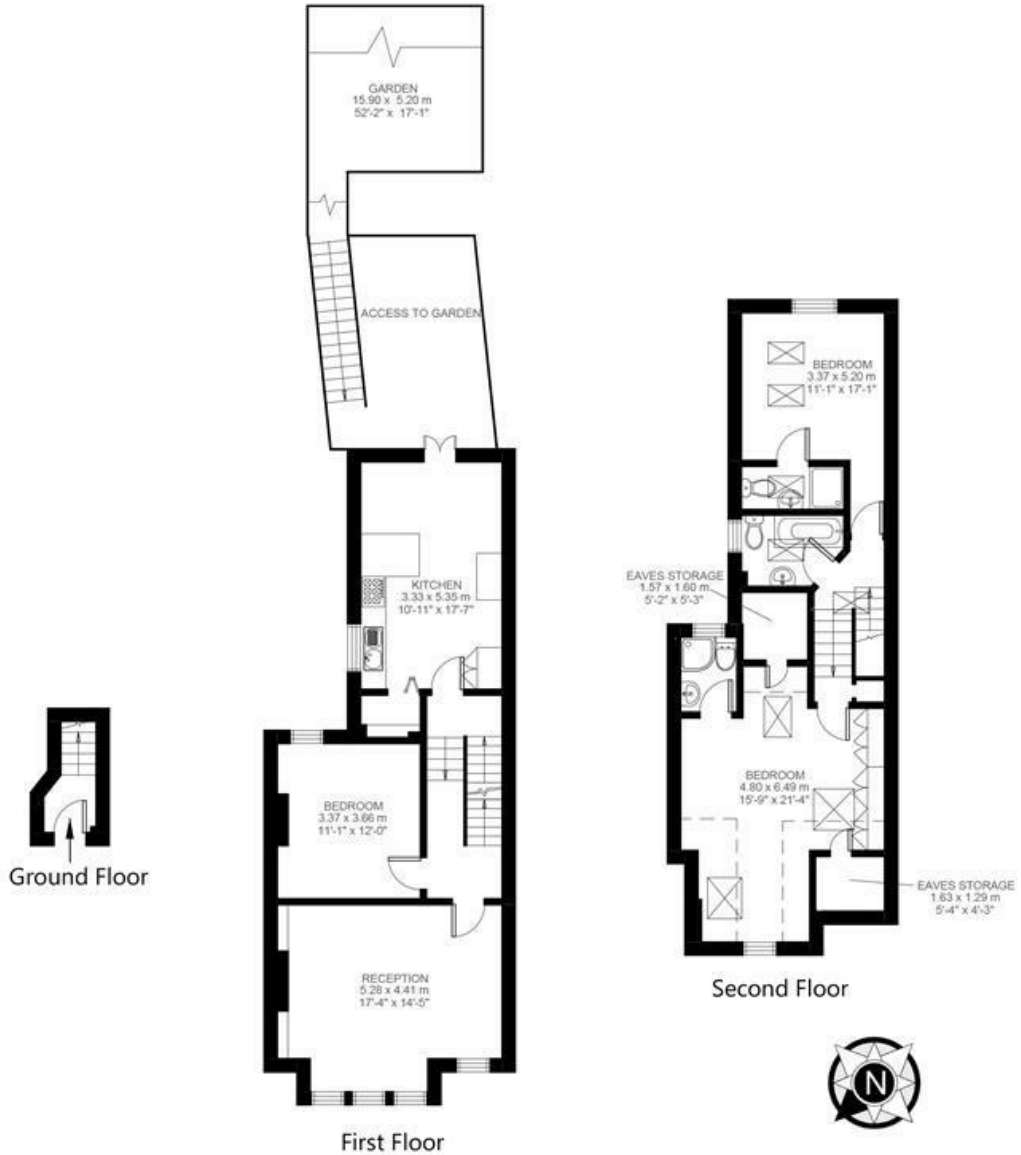 GARDEN
15.90 x 5.20 m
52'-2" x 17'-1"
ACCESS TO GARDEN
KITCHEN
3.33 x 5.35 m
10'-11" x 17'-7"
BEDROOM
3.37 x 3.66 m
11'-1" x 12'-0"
RECEPTION
5.28 x 4.41 m
17'-4" x 14'-5"
Ground Floor
First Floor
BEDROOM
3.37 x 5.20 m
11'-1" x 17'-1"
EAVES STORAGE
1.57 x 1.60 m
5'-2" x 5'-3"
BEDROOM
4.80 x 6.49 m
15'-9" x 21'-4"
EAVES STORAGE
1.63 x 1.29 m
5'-4" x 4'-3"
Second Floor
N